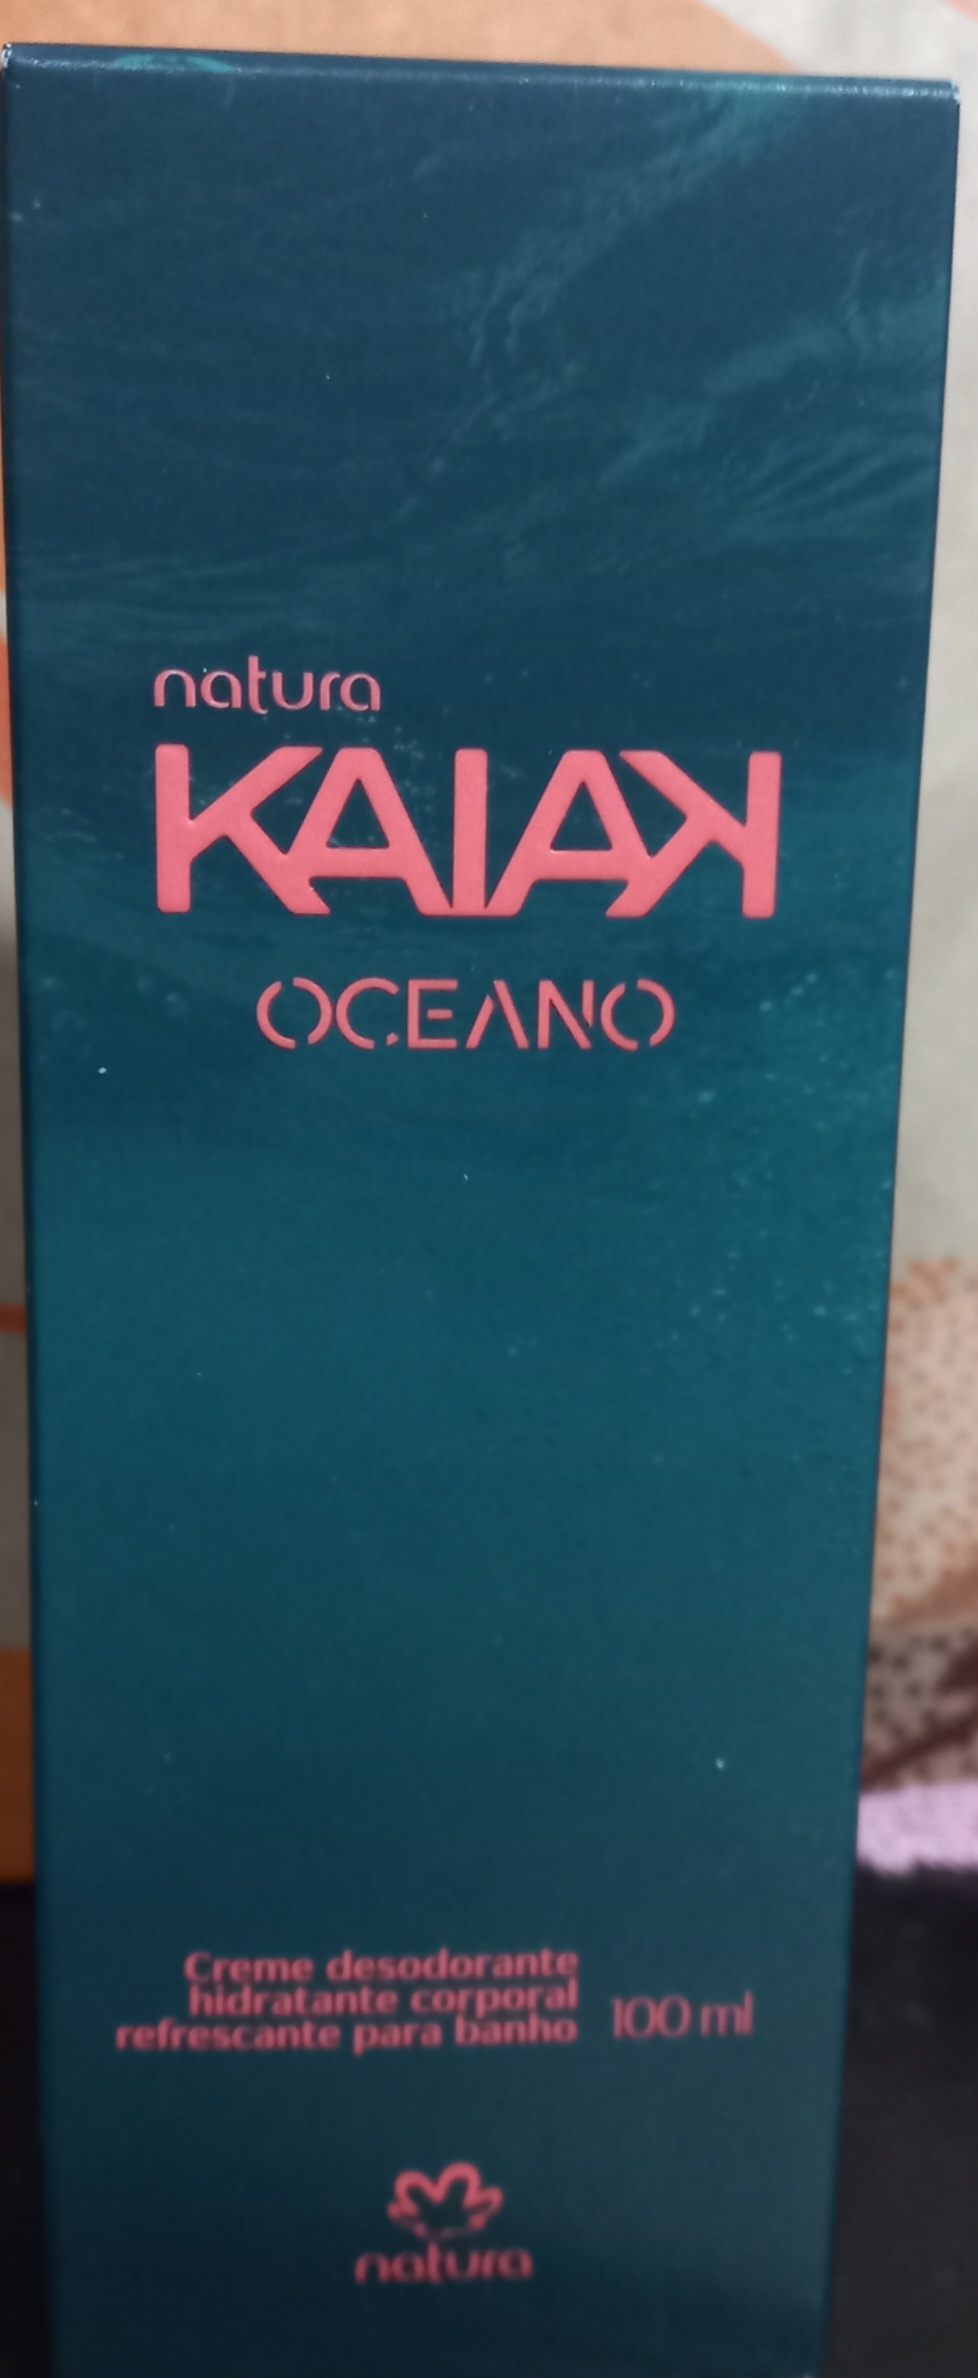 natura
KAIAK
OCEANO
Creme desodorante
hidratante corporal
refrescante para banho
100 ml
natura